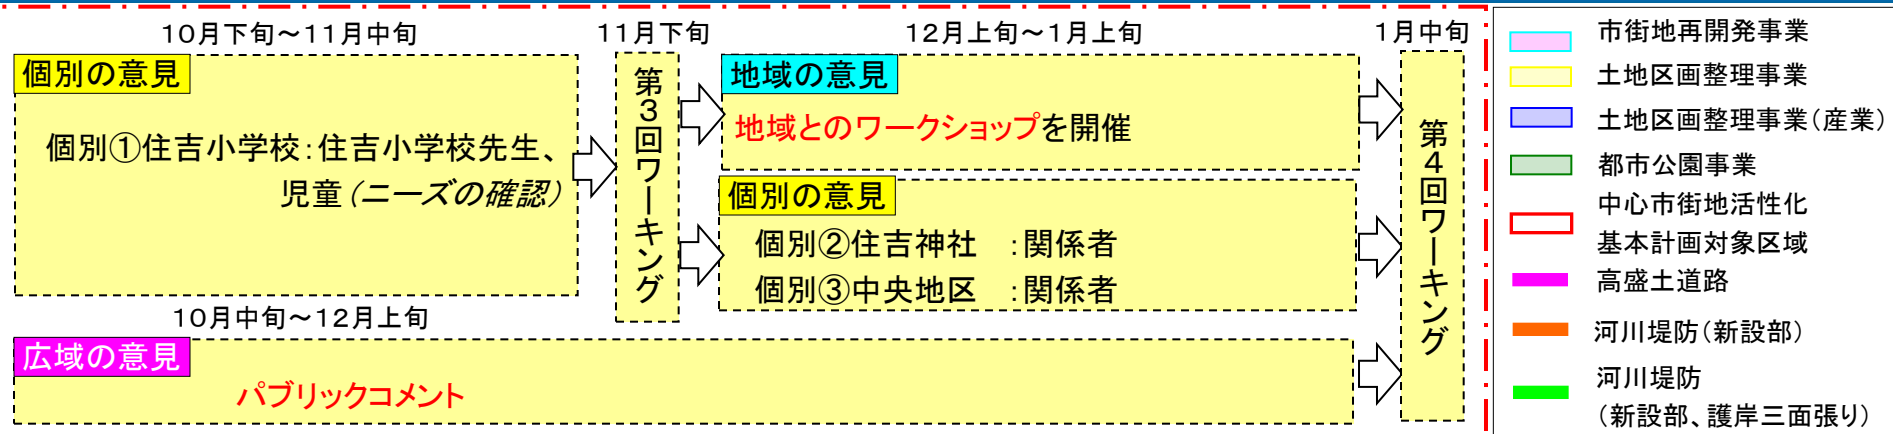 10月下旬～11月中旬
個別の意見
個別①住吉小学校：住吉小学校先生、
児童（ニーズの確認）
11月下旬
第3回ワーキング
12月上旬～1月上旬
地域の意見
地域とのワークショップを開催
個別の意見
個別②住吉神社　：関係者
個別③中央地区　：関係者
1月中旬
第4回ワーキング
10月中旬～12月上旬
広域の意見
パブリックコメント
市街地再開発事業
土地区画整理事業
土地区画整理事業（産業）
都市公園事業
中心市街地活性化
基本計画対象区域
高盛土道路
河川堤防（新設部）
河川堤防
（新設部、護岸三面張り）